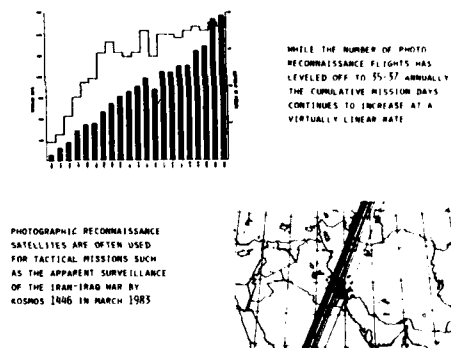 WHILE THE NUMBER OF PHOTO
RECONNAISSANCE FLIGHTS HAS
LEVELED OFF TO 35-37 ANNUALLY
THE CUMULATIVE MISSION DAYS
CONTINUES TO INCREASE AT A
VIRTUALLY LINEAR RATE
PHOTOGRAPHIC RECONNAISSANCE
SATELLITES ARE OFTEN USED
FOR TACTICAL MISSIONS SUCH
AS THE APPARENT SURVEILLANCE
OF THE IRAN-IRAQ WAR BY
KOSMOS 1446 IN MARCH 1983